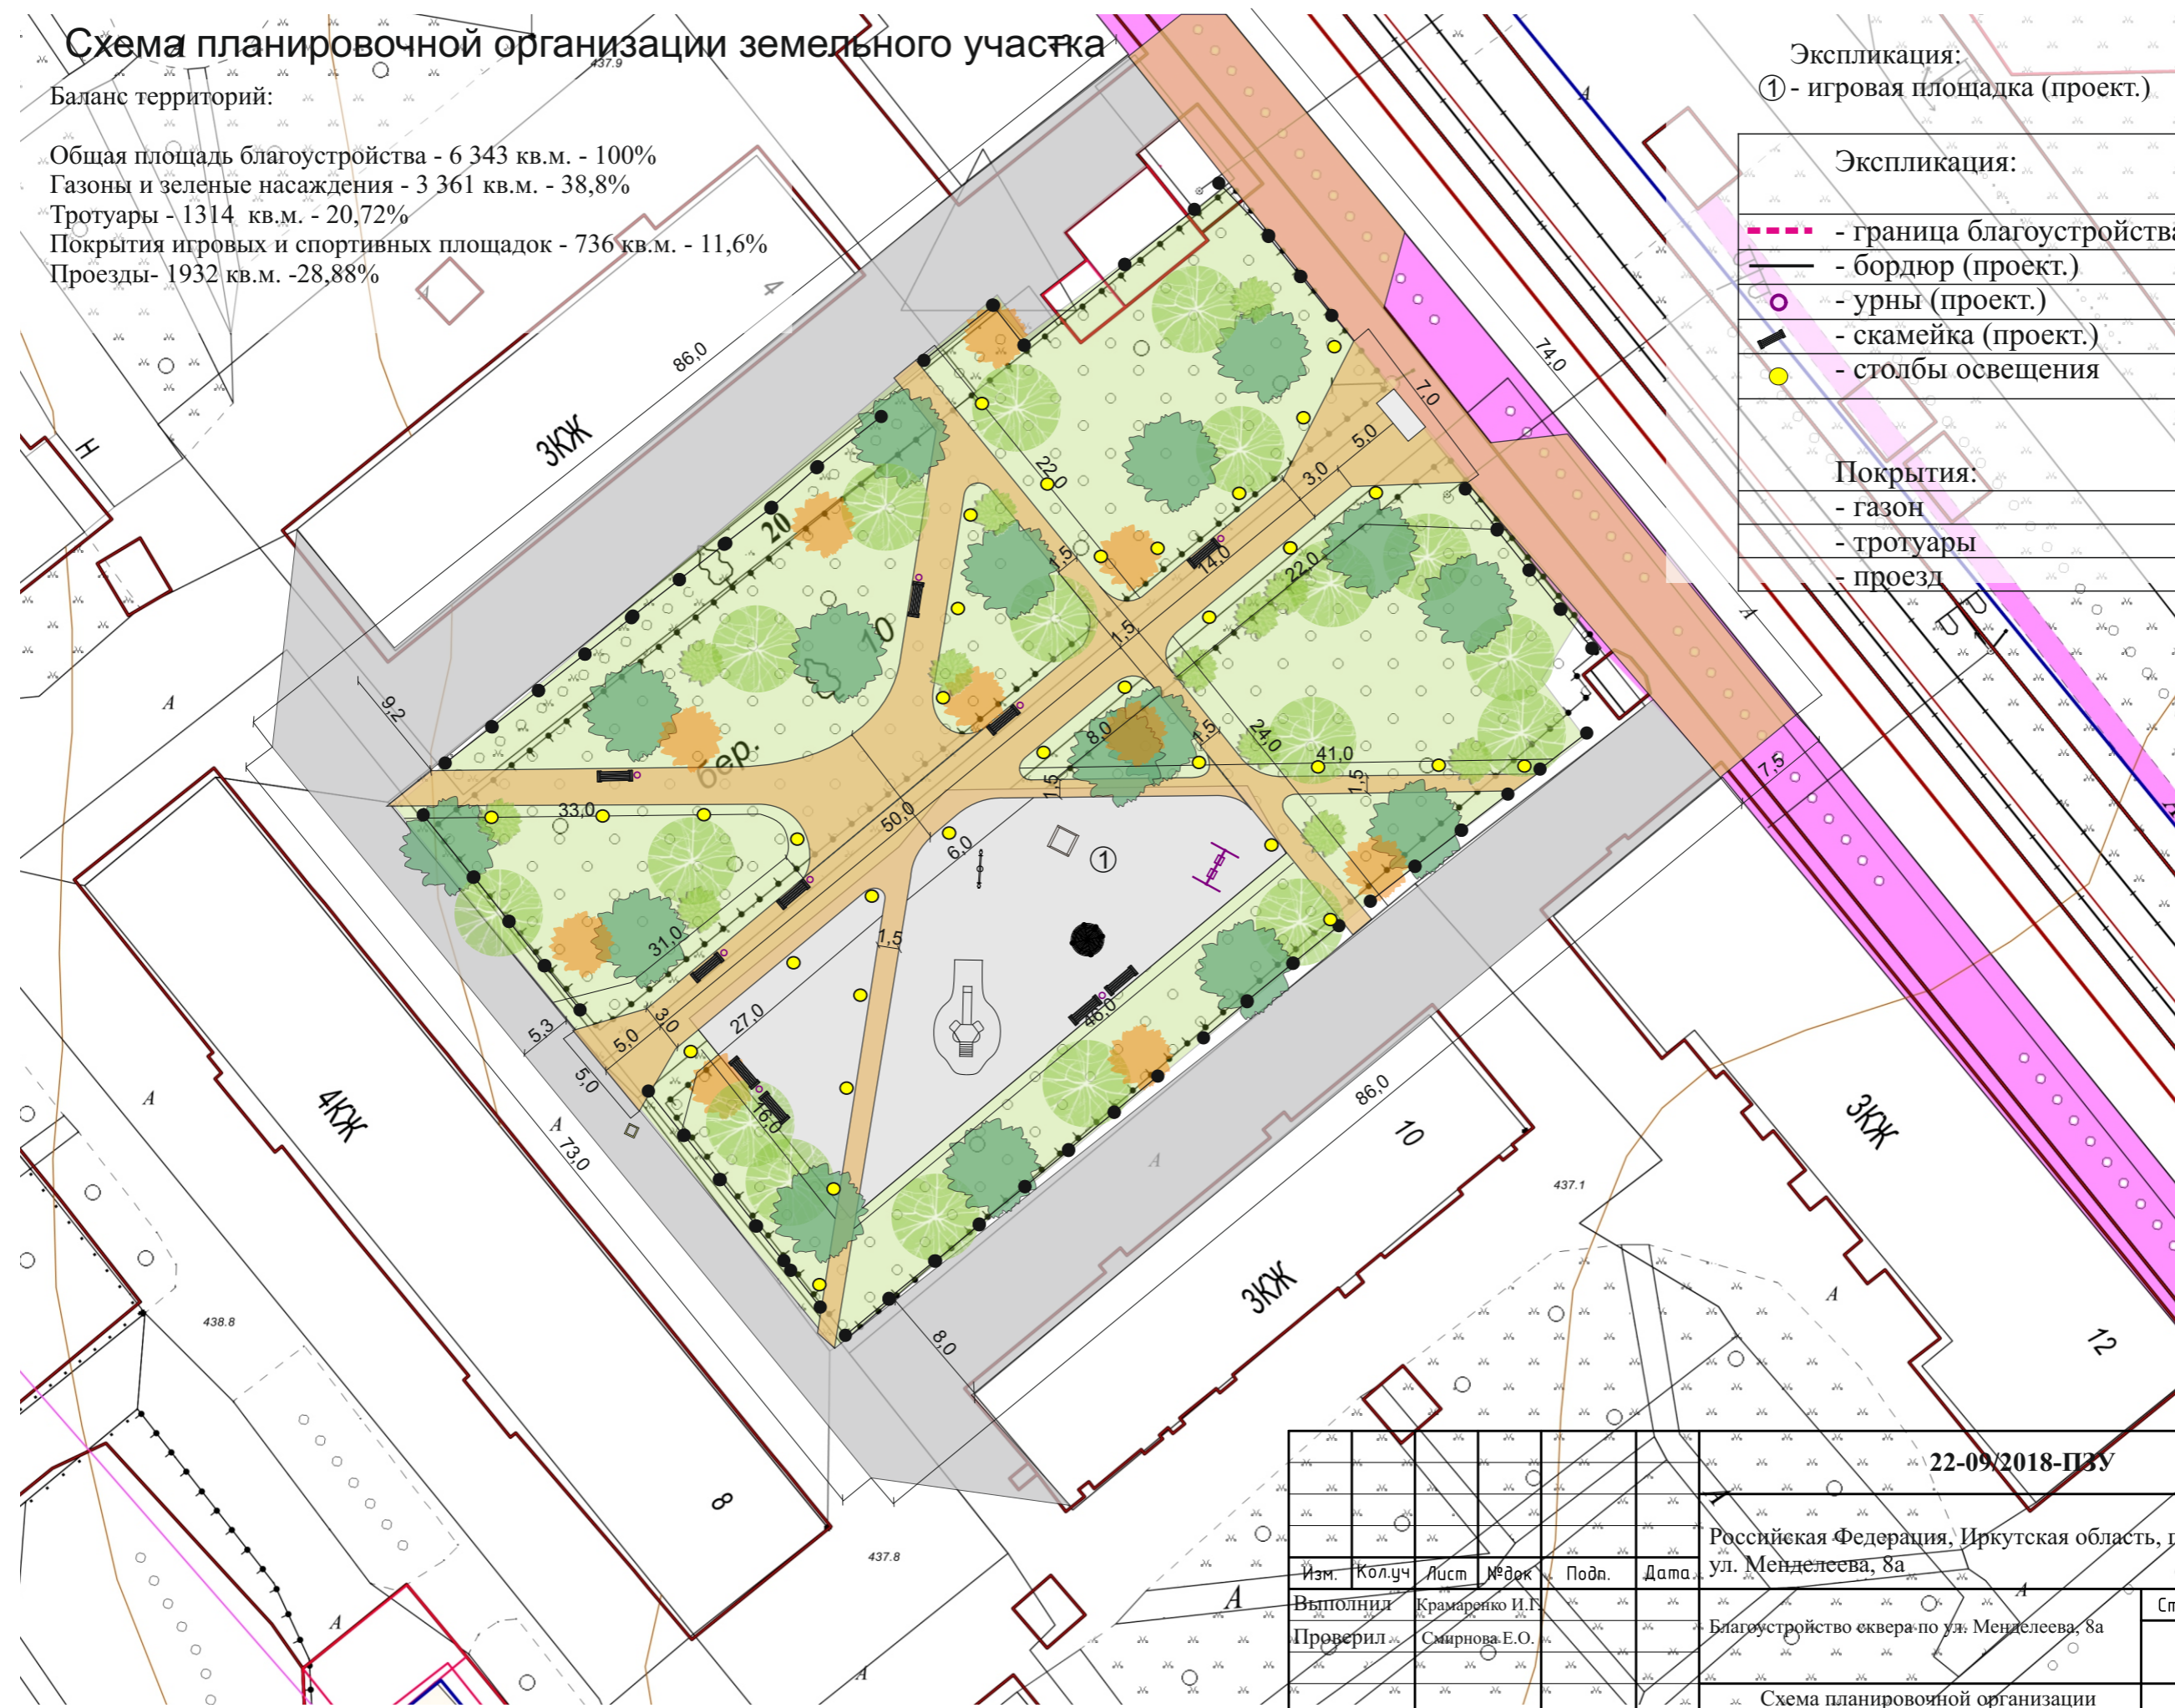 Схема планировочной организации земельного участка
Баланс территорий:
Общая площадь благоустройства - 6 343 кв.м. - 100%
Газоны и зеленые насаждения - 3 361 кв.м. - 38,8%
Тротуары - 1314 кв.м. - 20,72%
Покрытия игровых и спортивных площадок - 736 кв.м. - 11,6%
Проезды- 1932 кв.м. -28,88%
Экспликация:
1 - игровая площадка (проект.)
Экспликация:
- граница благоустройства
- бордюр (проект.)
- урны (проект.)
- скамейка (проект.)
- столбы освещения
Покрытия:
- газон
- тротуары
- проезд
437.9
А
4
86,0
74,0
7,0
5,0
3,0
3КЖ
Н
22,0
20
1,5
14,0
22,0
10
1,5
9,2
А
бер.
8,0
1,5
24,0
41,0
1,5
1,5
7,5
А
33,0
50,0
6,0
1
31,0
1,5
5,3
5,0
3,0
27,0
46,0
5,0
16,0
4КЖ
А
А
73,0
86,0
10
А
3КЖ
437.1
3КЖ
438.8
8,0
А
12
8
437.8
А
А
А
22-09/2018-ПЗУ
Российская Федерация, Иркутская область,
ул. Менделеева, 8а
Изм.
Кол.уч
Лист
№док
Подп.
Дата
Выполнил
Крамаренко И.Г.
Проверил
Смирнова Е.О.
Благоустройство сквера по ул. Менделеева, 8а
Схема планировочной организации